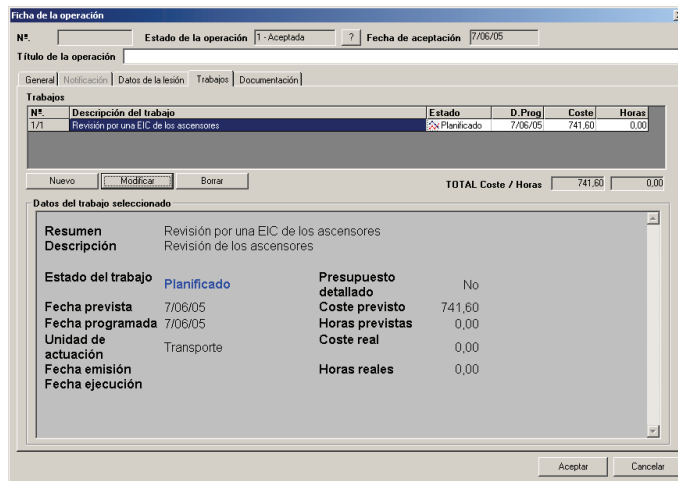 Ficha de la operación
Nº. Estado de la operación 1 - Aceptada ? Fecha de aceptación 7/06/05
Título de la operación
General Notificación Datos de la lesión Trabajos Documentación
Trabajos
Nº. Descripción del trabajo Estado D.Prog Coste Horas
1/1 Revisión por una EIC de los ascensores Planificado 7/06/05 741,60 0,00
Nuevo Modificar Borrar TOTAL Coste / Horas 741,60 0,00
Datos del trabajo seleccionado
Resumen Revisión por una EIC de los ascensores
Descripción Revisión de los ascensores
Estado del trabajo Planificado Presupuesto detallado No
Fecha prevista 7/06/05 Coste previsto 741,60
Fecha programada 7/06/05 Horas previstas 0,00
Unidad de actuación Transporte Coste real 0,00
Fecha emisión Horas reales 0,00
Fecha ejecución
Aceptar Cancelar